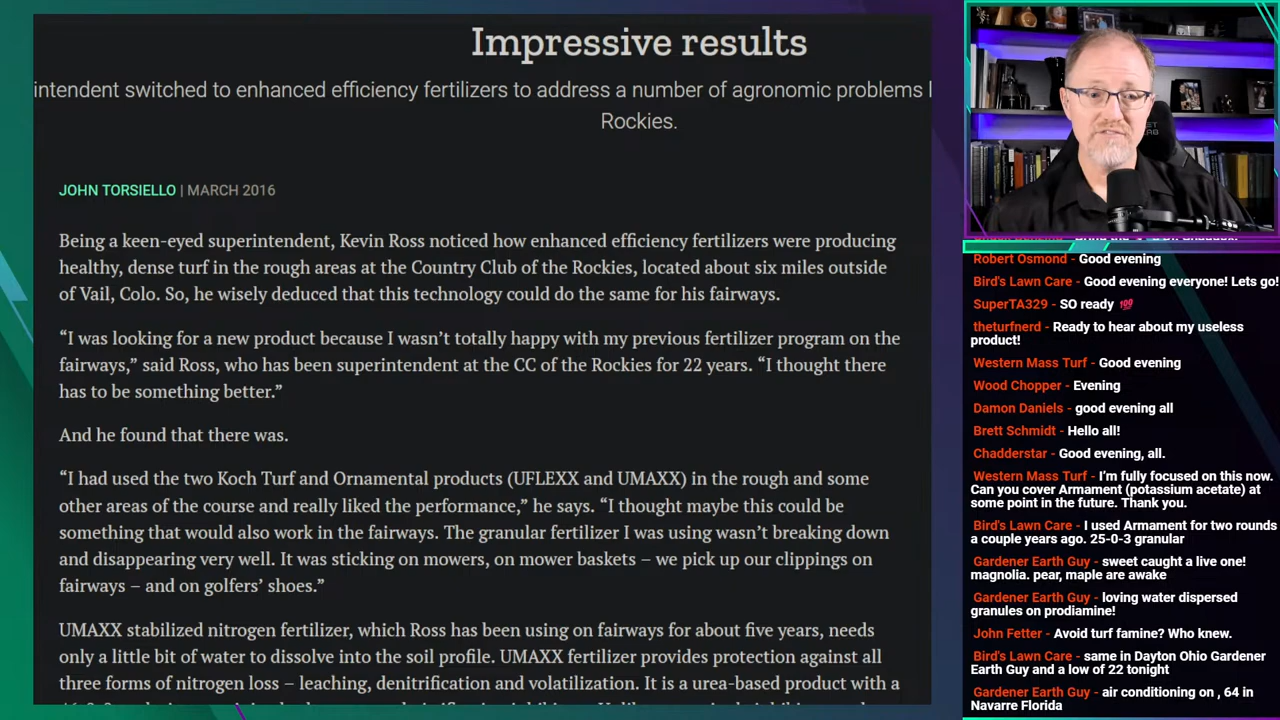 Impressive results
intendent switched to enhanced efficiency fertilizers to address a number of agronomic problems
Rockies.
JOHN TORSIELLO | MARCH 2016
Being a keen-eyed superintendent, Kevin Ross noticed how enhanced efficiency fertilizers were producing
healthy, dense turf in the rough areas at the Country Club of the Rockies, located about six miles outside
of Vail, Colo. So, he wisely deduced that this technology could do the same for his fairways.
“I was looking for a new product because I wasn’t totally happy with my previous fertilizer program on the
fairways,” said Ross, who has been superintendent at the CC of the Rockies for 22 years. “I thought there
has to be something better.”
And he found that there was.
“I had used the two Koch Turf and Ornamental products (UFLEXX and UMAXX) in the rough and some
other areas of the course and really liked the performance,” he says. “I thought maybe this could be
something that would also work in the fairways. The granular fertilizer I was using wasn’t breaking down
and disappearing very well. It was sticking on mowers, on mower baskets – we pick up our clippings on
fairways – and on golfers’ shoes.”
UMAXX stabilized nitrogen fertilizer, which Ross has been using on fairways for about five years, needs
only a little bit of water to dissolve into the soil profile. UMAXX fertilizer provides protection against all
three forms of nitrogen loss – leaching, denitrification and volatilization. It is a urea-based product with a
Robert Osmond - Good evening
Bird's Lawn Care - Good evening everyone! Lets go!
SuperTA329 - SO ready 💯
theturfnerd - Ready to hear about my useless
product!
Western Mass Turf - Good evening
Wood Chopper - Evening
Damon Daniels - good evening all
Brett Schmidt - Hello all!
Chadderstar - Good evening, all.
Western Mass Turf - I’m fully focused on this now.
Can you cover Armament (potassium acetate) at
some point in the future. Thank you.
Bird's Lawn Care - I used Armament for two rounds
a couple years ago. 25-0-3 granular
Gardener Earth Guy - sweet caught a live one!
magnolia. pear, maple are awake
Gardener Earth Guy - loving water dispersed
granules on prodiamine!
John Fetter - Avoid turf famine? Who knew.
Bird's Lawn Care - same in Dayton Ohio Gardener
Earth Guy and a low of 22 tonight
Gardener Earth Guy - air conditioning on , 64 in
Navarre Florida